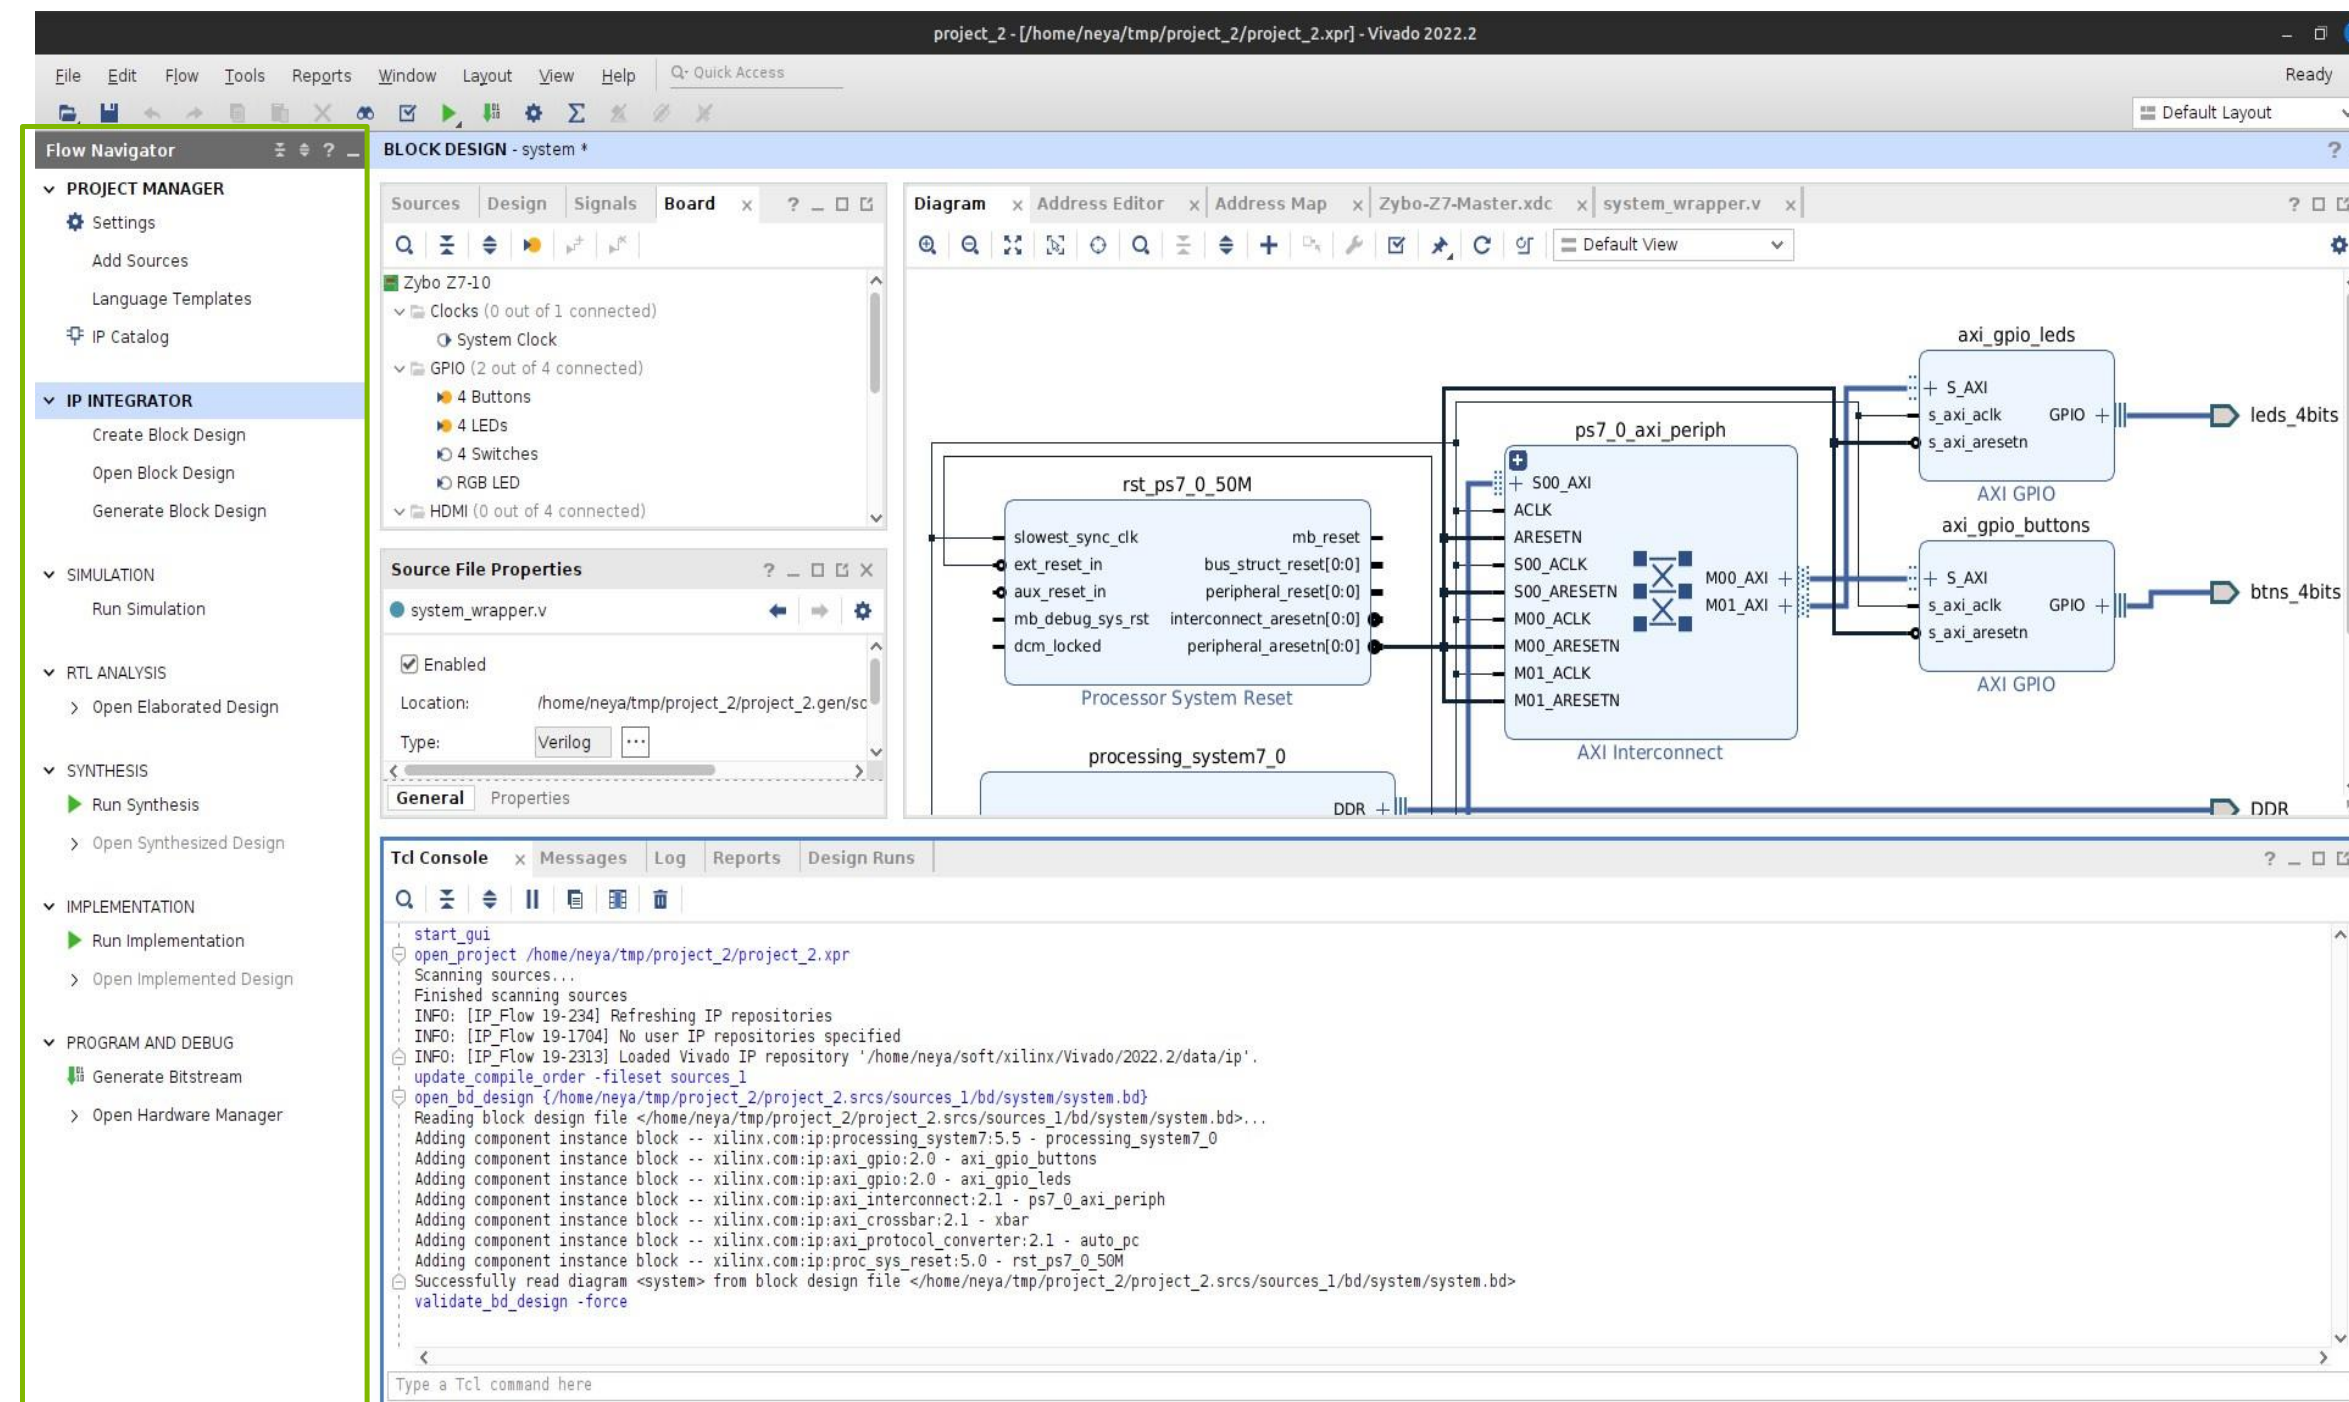 project_2 - [/home/neya/tmp/project_2/project_2.xpr] - Vivado 2022.2
File Edit Flow Tools Reports Window Layout View Help Quick Access
Ready
Default Layout
Flow Navigator
PROJECT MANAGER
Settings
Add Sources
Language Templates
IP Catalog
IP INTEGRATOR
Create Block Design
Open Block Design
Generate Block Design
SIMULATION
Run Simulation
RTL ANALYSIS
Open Elaborated Design
SYNTHESIS
Run Synthesis
Open Synthesized Design
IMPLEMENTATION
Run Implementation
Open Implemented Design
PROGRAM AND DEBUG
Generate Bitstream
Open Hardware Manager
BLOCK DESIGN - system *
Sources Design Signals Board
Zybo Z7-10
Clocks (0 out of 1 connected)
System Clock
GPIO (2 out of 4 connected)
4 Buttons
4 LEDs
4 Switches
RGB LED
HDMI (0 out of 4 connected)
Source File Properties
system_wrapper.v
Enabled
Location: /home/neya/tmp/project_2/project_2.gen/sc
Type: Verilog ...
General Properties
Diagram Address Editor Address Map Zybo-Z7-Master.xdc system_wrapper.v
Default View
rst_ps7_0_50M
slowest_sync_clk mb_reset
ext_reset_in bus_struct_reset[0:0]
aux_reset_in peripheral_reset[0:0]
mb_debug_sys_rst interconnect_aresetn[0:0]
dcm_locked peripheral_aresetn[0:0]
Processor System Reset
processing_system7_0
DDR
ps7_0_axi_periph
S00_AXI
ACLK
ARESETN
S00_ACLK
S00_ARESETN
M00_ACLK
M00_ARESETN
M01_ACLK
M01_ARESETN
M00_AXI
M01_AXI
AXI Interconnect
axi_gpio_leds
S_AXI
s_axi_aclk GPIO
s_axi_aresetn
AXI GPIO
leds_4bits
axi_gpio_buttons
S_AXI
s_axi_aclk GPIO
s_axi_aresetn
AXI GPIO
btns_4bits
DDR
Tcl Console Messages Log Reports Design Runs
start_gui
open_project /home/neya/tmp/project_2/project_2.xpr
Scanning sources...
Finished scanning sources
INFO: [IP_Flow 19-234] Refreshing IP repositories
INFO: [IP_Flow 19-1704] No user IP repositories specified
INFO: [IP_Flow 19-2313] Loaded Vivado IP repository '/home/neya/soft/xilinx/Vivado/2022.2/data/ip'.
update_compile_order -fileset sources_1
open_bd_design {/home/neya/tmp/project_2/project_2.srcs/sources_1/bd/system/system.bd}
Reading block design file </home/neya/tmp/project_2/project_2.srcs/sources_1/bd/system/system.bd>...
Adding component instance block -- xilinx.com:ip:processing_system7:5.5 - processing_system7_0
Adding component instance block -- xilinx.com:ip:axi_gpio:2.0 - axi_gpio_buttons
Adding component instance block -- xilinx.com:ip:axi_gpio:2.0 - axi_gpio_leds
Adding component instance block -- xilinx.com:ip:axi_interconnect:2.1 - ps7_0_axi_periph
Adding component instance block -- xilinx.com:ip:axi_crossbar:2.1 - xbar
Adding component instance block -- xilinx.com:ip:axi_protocol_converter:2.1 - auto_pc
Adding component instance block -- xilinx.com:ip:proc_sys_reset:5.0 - rst_ps7_0_50M
Successfully read diagram <system> from block design file </home/neya/tmp/project_2/project_2.srcs/sources_1/bd/system/system.bd>
validate_bd_design -force
Type a Tcl command here